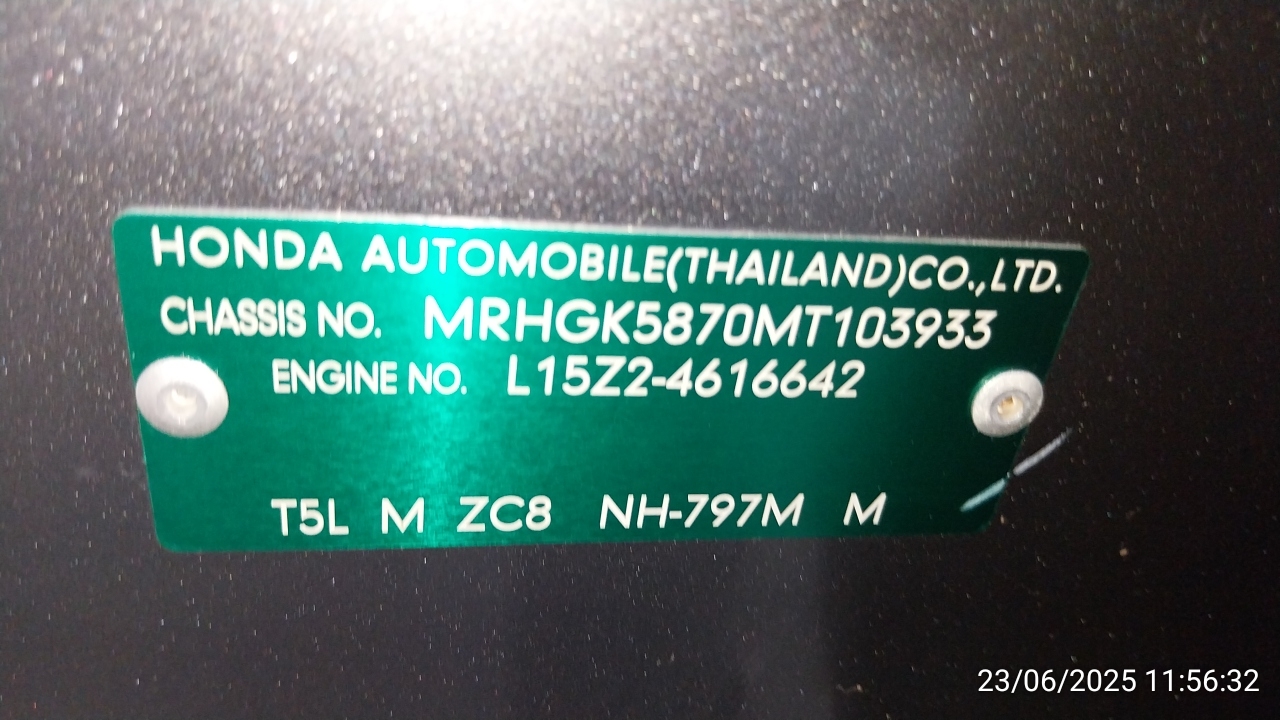 HONDA AUTOMOBILE(THAILAND)CO.,LTD.
CHASSIS NO. MRHGK5870MT103933
ENGINE NO. L15Z2-4616642
T5L M ZC8 NH-797M M
23/06/2025 11:56:32